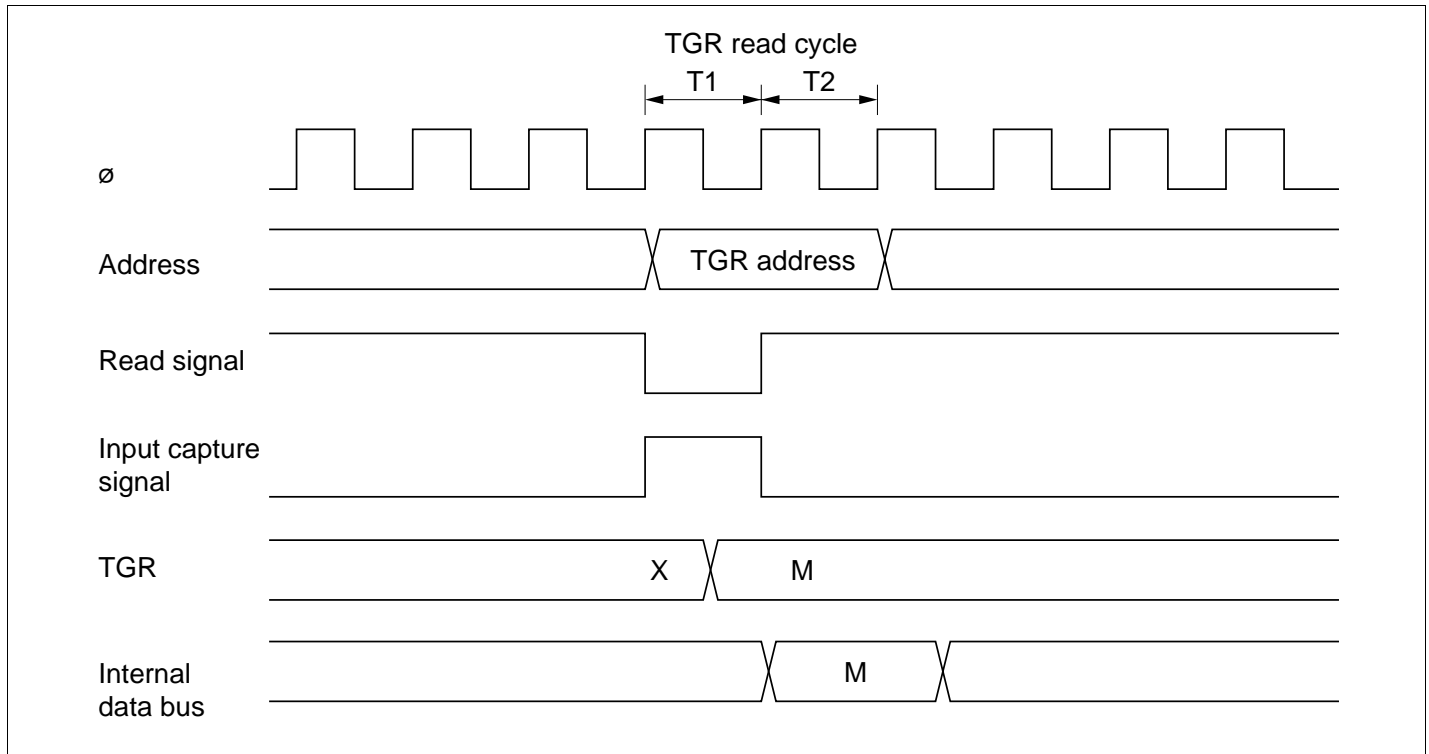 TGR read cycle
T1 T2
ø
Address
TGR address
Read signal
Input capture
signal
TGR
X M
Internal
data bus
M